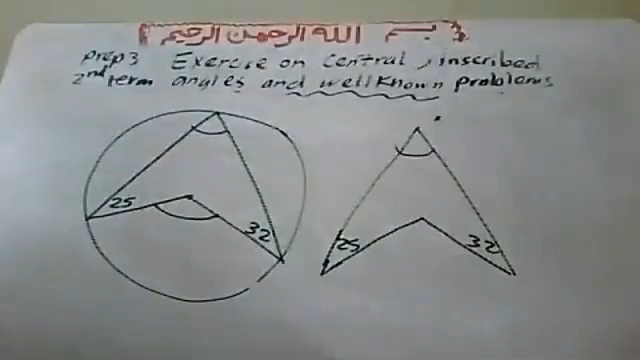 بسم الله الرحمن الرحيم
prep3 Exercise on central, inscribed
2nd term angles and wellknown problems
25 32
25 32